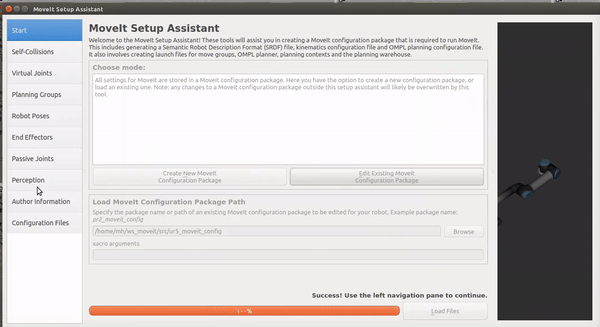 MoveIt Setup Assistant
Start
Self-Collisions
Virtual Joints
Planning Groups
Robot Poses
End Effectors
Passive Joints
Perception
Author Information
Configuration Files
MoveIt Setup Assistant
Welcome to the MoveIt Setup Assistant! These tools will assist you in creating a MoveIt configuration package that is required to run MoveIt.
This includes generating a Semantic Robot Description Format (SRDF) file, kinematics configuration file and OMPL planning configuration file.
It also involves creating launch files for move groups, OMPL planner, planning contexts and the planning warehouse.
Choose mode:
All settings for MoveIt are stored in a MoveIt configuration package. Here you have the option to create a new configuration package, or
load an existing one. Note: any changes to a MoveIt configuration package outside this setup assistant will likely be overwritten by this
tool.
Create New MoveIt
Configuration Package
Edit Existing MoveIt
Configuration Package
Load MoveIt Configuration Package Path
Specify the package name or path of an existing MoveIt configuration package to be edited for your robot. Example package name:
pr2_moveit_config
/home/mh/ws_moveit/src/ur5_moveit_config
Browse
xacro arguments
Success! Use the left navigation pane to continue.
Load Files